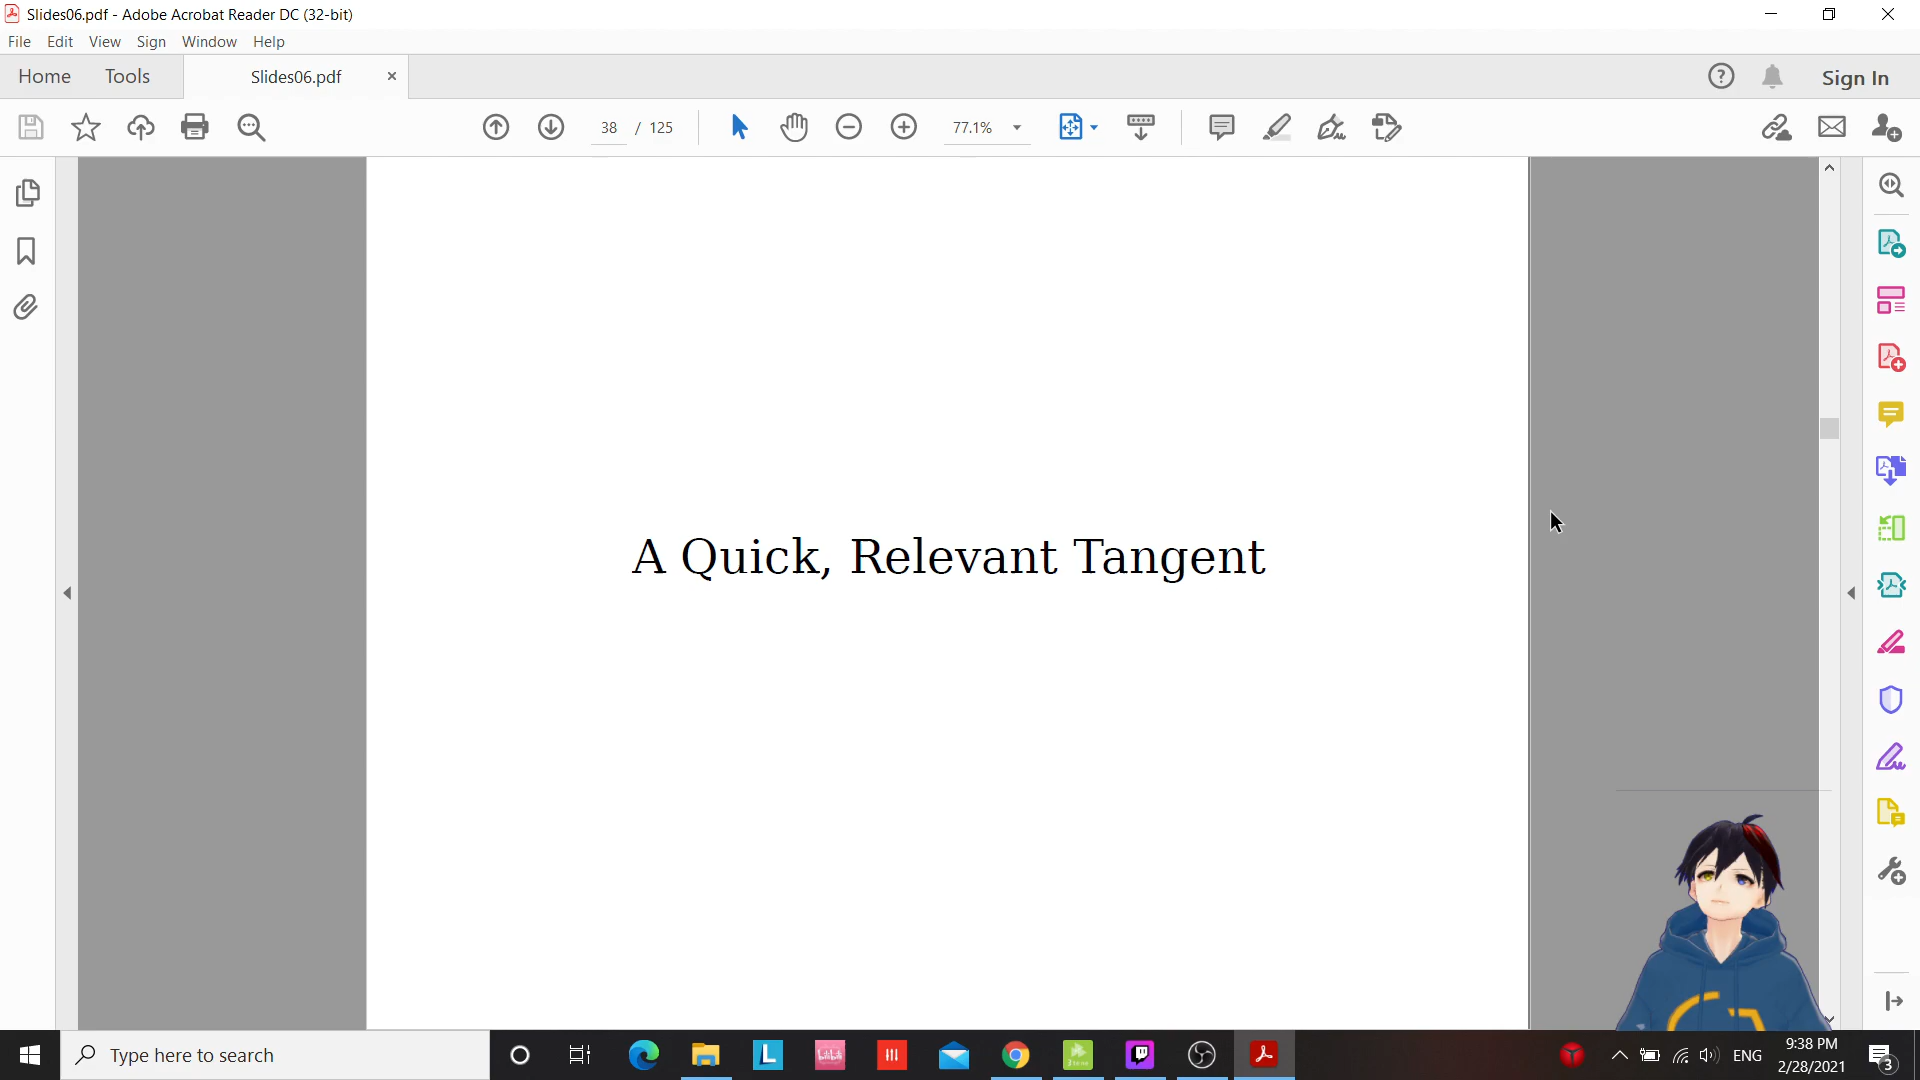 Slides06.pdf - Adobe Acrobat Reader DC (32-bit)
File Edit View Sign Window Help
Home Tools Slides06.pdf × Sign In
38 / 125 77.1%
A Quick, Relevant Tangent
Type here to search
ENG
9:38 PM
2/28/2021
3